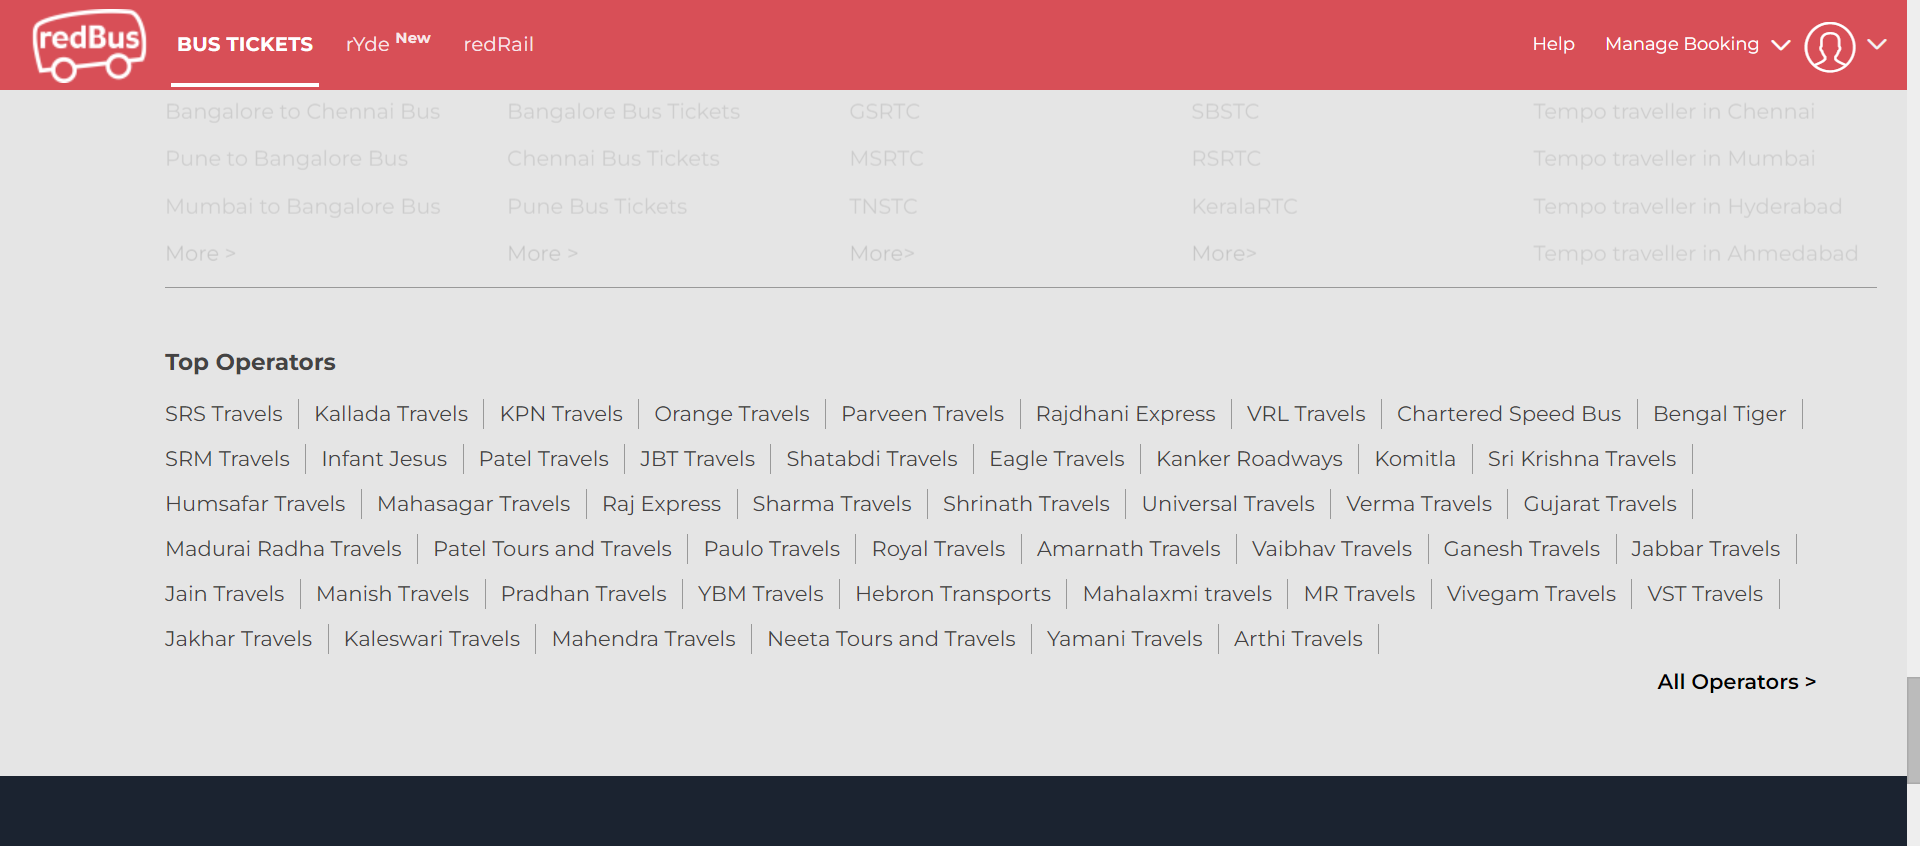 redBus BUS TICKETS rYde New redRail Help Manage Booking
Bangalore to Chennai Bus Bangalore Bus Tickets GSRTC SBSTC Tempo traveller in Chennai
Pune to Bangalore Bus Chennai Bus Tickets MSRTC RSRTC Tempo traveller in Mumbai
Mumbai to Bangalore Bus Pune Bus Tickets TNSTC KeralaRTC Tempo traveller in Hyderabad
More > More > More> More> Tempo traveller in Ahmedabad
Top Operators
SRS Travels Kallada Travels KPN Travels Orange Travels Parveen Travels Rajdhani Express VRL Travels Chartered Speed Bus Bengal Tiger
SRM Travels Infant Jesus Patel Travels JBT Travels Shatabdi Travels Eagle Travels Kanker Roadways Komitla Sri Krishna Travels
Humsafar Travels Mahasagar Travels Raj Express Sharma Travels Shrinath Travels Universal Travels Verma Travels Gujarat Travels
Madurai Radha Travels Patel Tours and Travels Paulo Travels Royal Travels Amarnath Travels Vaibhav Travels Ganesh Travels Jabbar Travels
Jain Travels Manish Travels Pradhan Travels YBM Travels Hebron Transports Mahalaxmi travels MR Travels Vivegam Travels VST Travels
Jakhar Travels Kaleswari Travels Mahendra Travels Neeta Tours and Travels Yamani Travels Arthi Travels
All Operators >